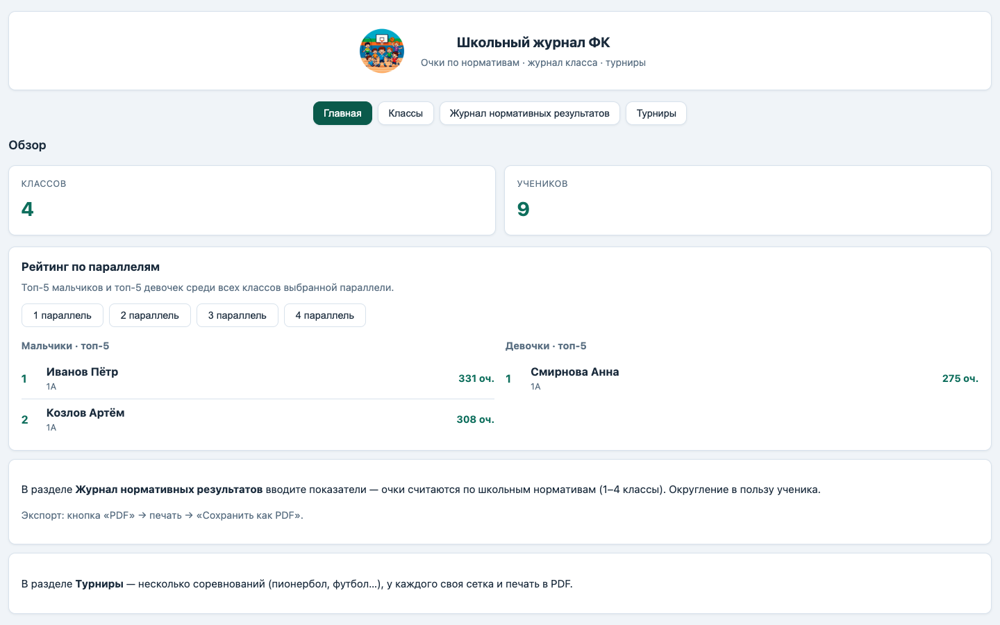 Школьный журнал ФК
Очки по нормативам · журнал класса · турниры
Главная
Классы
Журнал нормативных результатов
Турниры
Обзор
КЛАССОВ
4
УЧЕНИКОВ
9
Рейтинг по параллелям
Топ-5 мальчиков и топ-5 девочек среди всех классов выбранной параллели.
1 параллель
2 параллель
3 параллель
4 параллель
Мальчики · топ-5
1
Иванов Пётр
1А
331 оч.
2
Козлов Артём
1А
308 оч.
Девочки · топ-5
1
Смирнова Анна
1А
275 оч.
В разделе Журнал нормативных результатов вводите показатели — очки считаются по школьным нормативам (1–4 классы). Округление в пользу ученика.
Экспорт: кнопка «PDF» → печать → «Сохранить как PDF».
В разделе Турниры — несколько соревнований (пионербол, футбол…), у каждого своя сетка и печать в PDF.